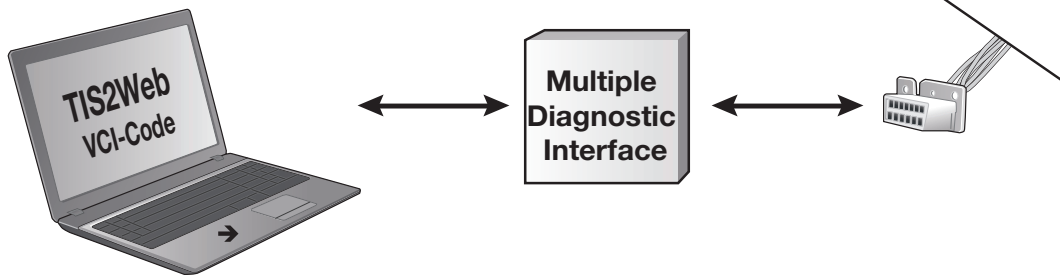 TIS2Web
VCI-Code
Multiple
Diagnostic
Interface